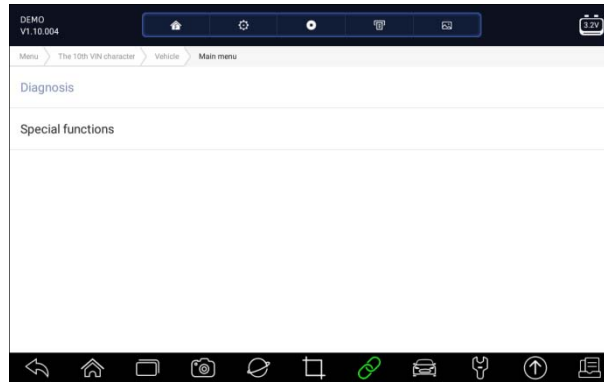 DEMO
V1.10.004
3.2V
Menu The 10th VIN character Vehicle Main menu
Diagnosis
Special functions